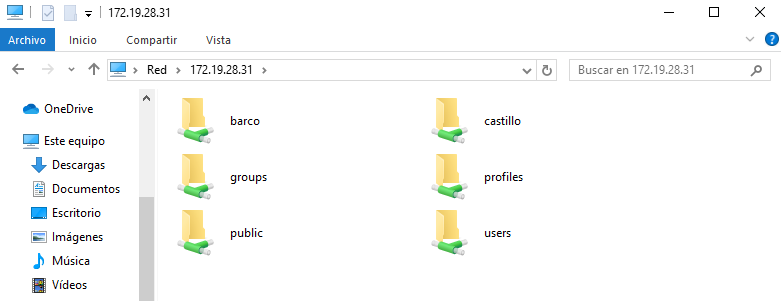 172.19.28.31
Archivo Inicio Compartir Vista
Red 172.19.28.31 Buscar en 172.19.28.31
OneDrive
Este equipo
Descargas
Documentos
Escritorio
Imágenes
Música
Vídeos
barco castillo
groups profiles
public users